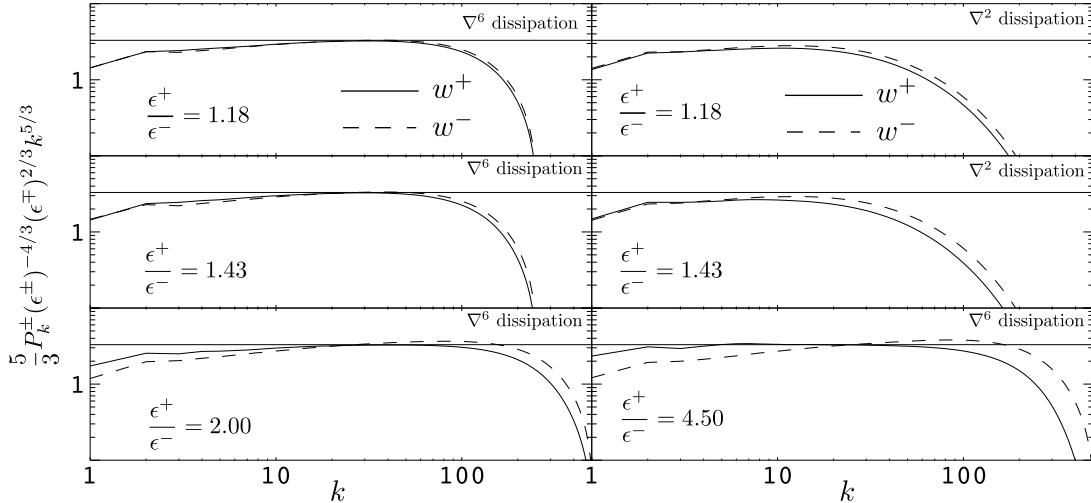 5/3 P_k^±(ϵ^±)^{−4/3}(ϵ^∓)^{2/3}k^{5/3}
∇⁶ dissipation
1
ϵ⁺/ϵ⁻ = 1.18
w⁺
w⁻
∇² dissipation
ϵ⁺/ϵ⁻ = 1.18
w⁺
w⁻
∇⁶ dissipation
1
ϵ⁺/ϵ⁻ = 1.43
∇² dissipation
ϵ⁺/ϵ⁻ = 1.43
∇⁶ dissipation
1
ϵ⁺/ϵ⁻ = 2.00
∇⁶ dissipation
ϵ⁺/ϵ⁻ = 4.50
1 10 100 1 10 100
k k